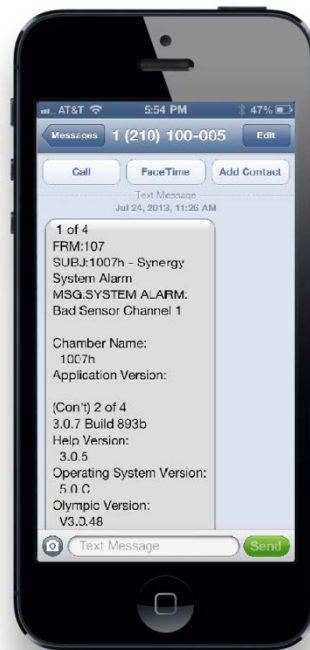 AT&T 5:54 PM 47%
Messages 1 (210) 100-005 Edit
Call FaceTime Add Contact
Text Message
Jul 24, 2013, 11:26 AM
1 of 4
FRM:107
SUBJ:1007h - Synergy
System Alarm
MSG:SYSTEM ALARM:
Bad Sensor Channel 1
Chamber Name:
1007h
Application Version:
(Con't) 2 of 4
3.0.7 Build 893b
Help Version:
3.0.5
Operating System Version:
5.0.C
Olympic Version:
V3.0.48
Text Message Send